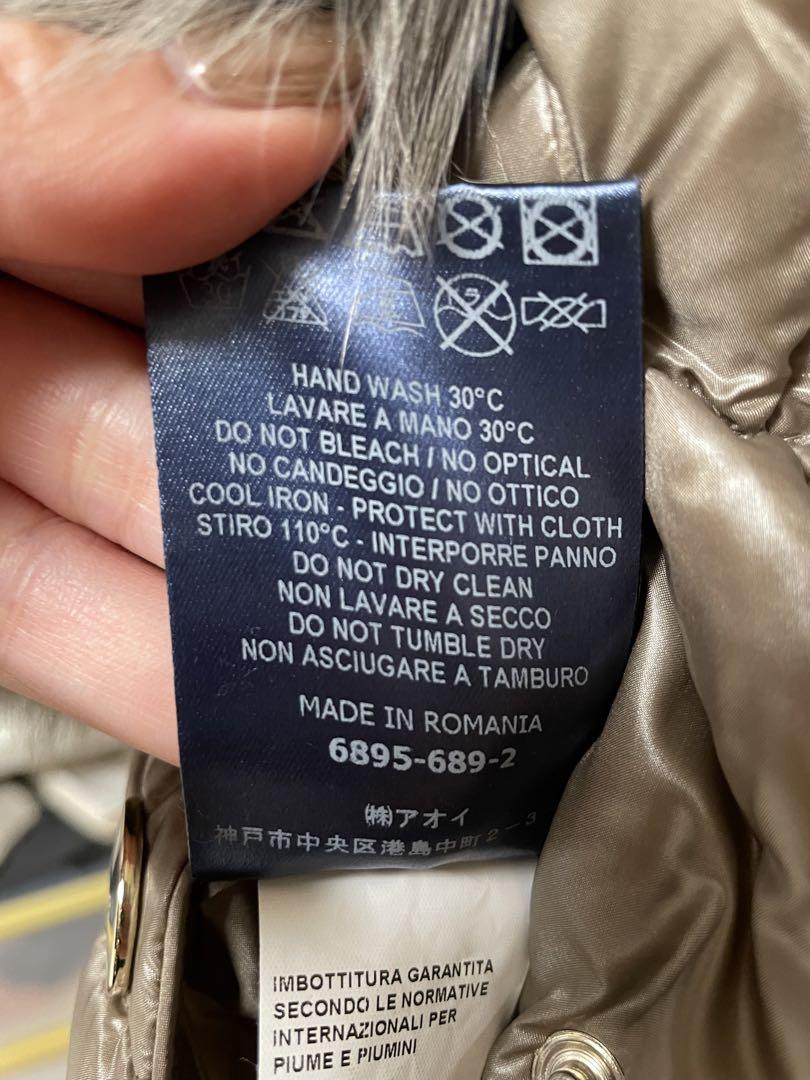 HAND WASH 30°C
LAVARE A MANO 30°C
DO NOT BLEACH / NO OPTICAL
NO CANDEGGIO / NO OTTICO
COOL IRON - PROTECT WITH CLOTH
STIRO 110°C - INTERPORRE PANNO
DO NOT DRY CLEAN
NON LAVARE A SECCO
DO NOT TUMBLE DRY
NON ASCIUGARE A TAMBURO
MADE IN ROMANIA
6895-689-2
㈱アオイ
神戸市中央区港島中町2-3
IMBOTTITURA GARANTITA
SECONDO LE NORMATIVE
INTERNAZIONALI PER
PIUME E PIUMINI